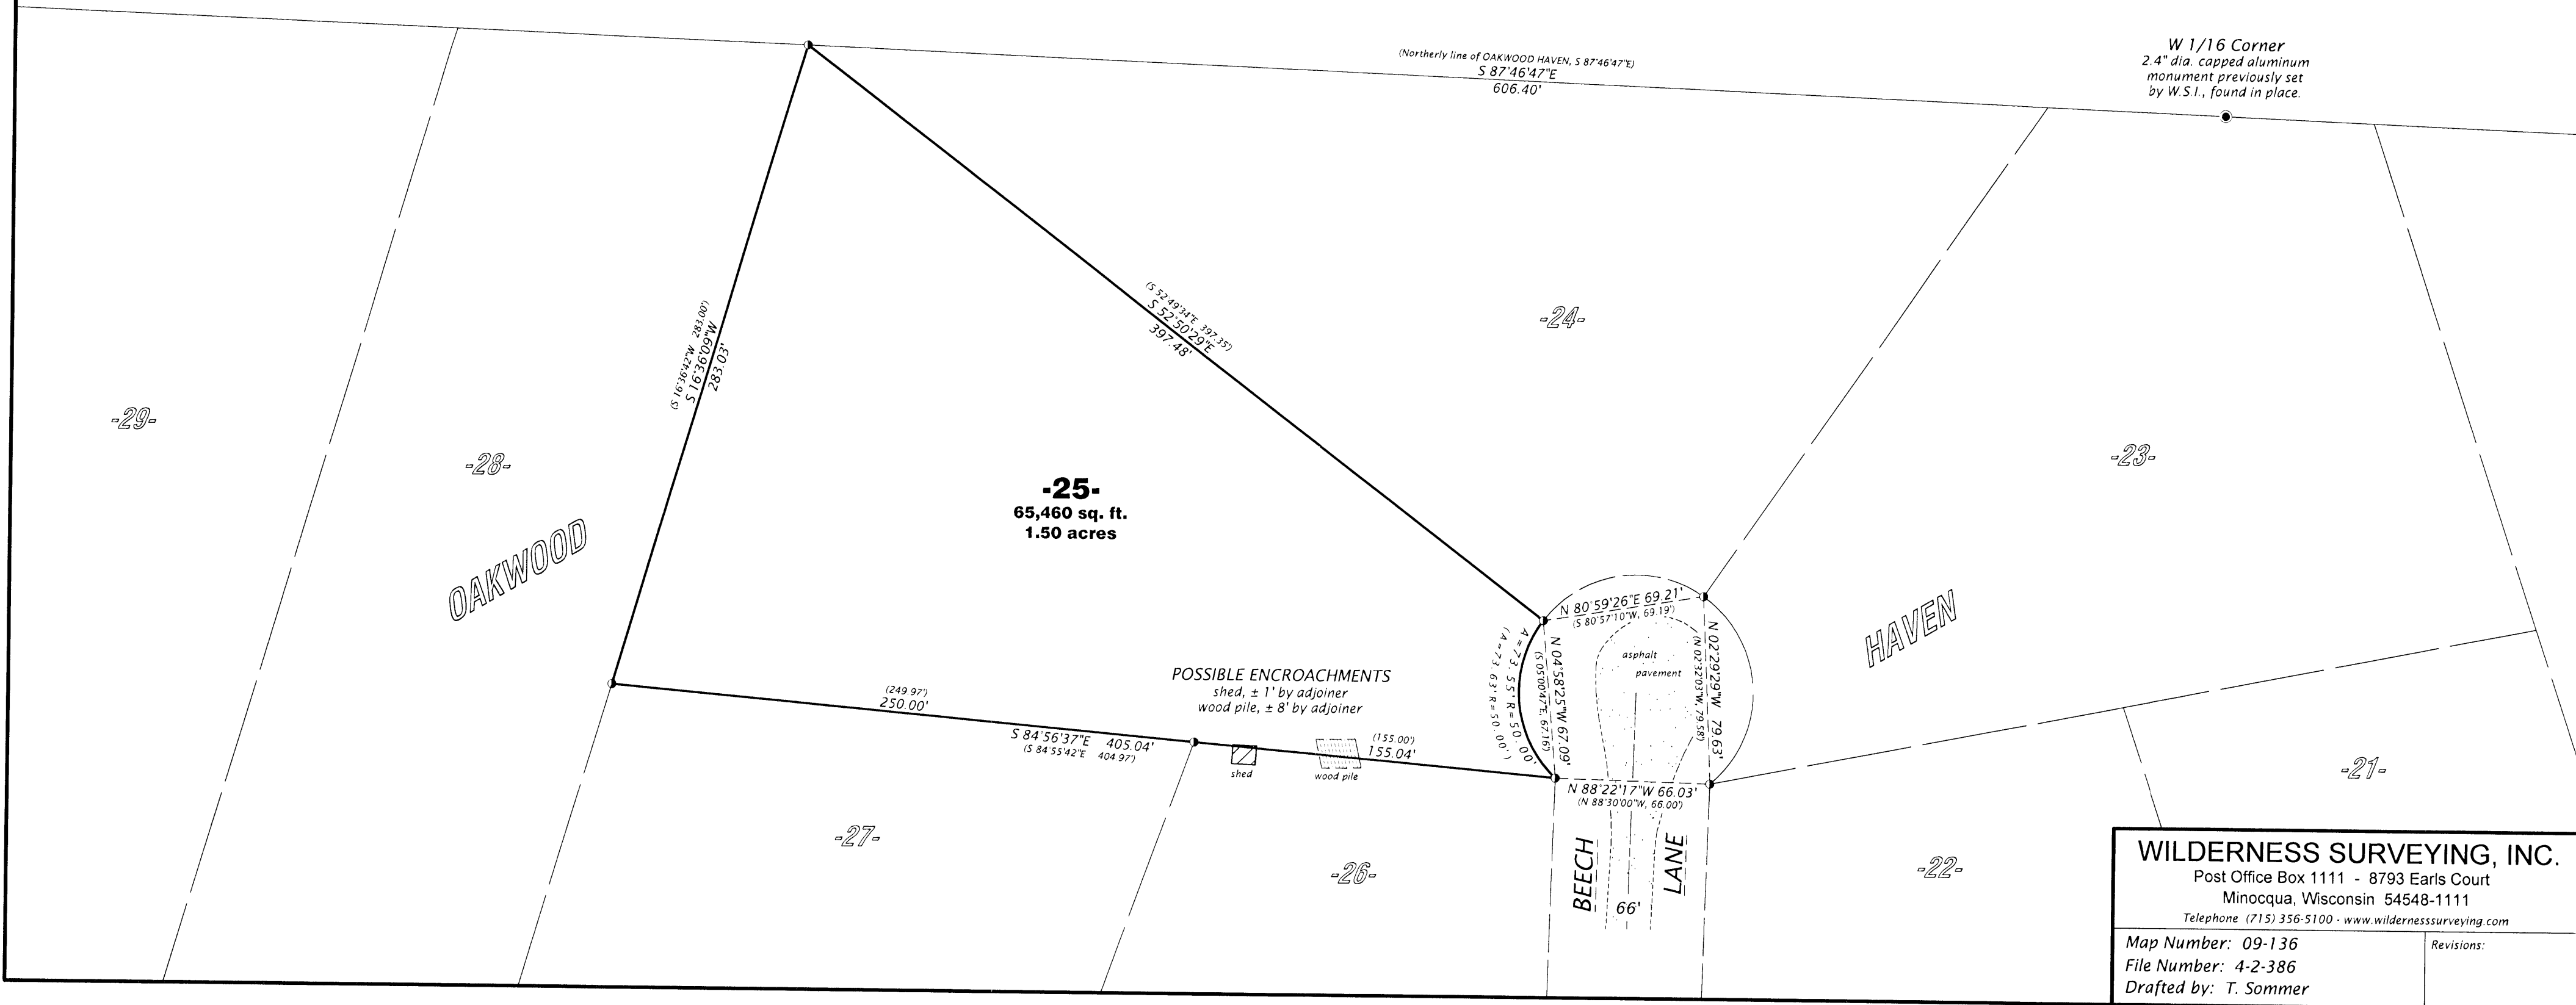 (Northerly line of OAKWOOD HAVEN, S 87°46'47"E)
S 87°46'47"E
606.40'
W 1/16 Corner
2.4" dia. capped aluminum
monument previously set
by W.S.I., found in place.
(S 16°36'42"W 283.00')
S 16°36'09"W
283.03'
(S 52°49'34"E 397.35')
S 52°50'29"E
397.48'
-24-
-29-
-28-
-23-
-25-
65,460 sq. ft.
1.50 acres
OAKWOOD
HAVEN
N 80°59'26"E 69.21'
(S 80°57'10"W, 69.19')
A=73.55' R=50.00'
(A=73.63' R=50.00')
N 04°58'25"W 67.09'
(S 05°00'47"E, 67.16')
asphalt
pavement
N 02°29'29"W 79.63'
(N 02°32'03"W, 79.58')
POSSIBLE ENCROACHMENTS
shed, ± 1' by adjoiner
wood pile, ± 8' by adjoiner
(249.97')
250.00'
S 84°56'37"E 405.04'
(S 84°55'42"E 404.97')
(155.00')
155.04'
shed
wood pile
N 88°22'17"W 66.03'
(N 88°30'00"W, 66.00')
-27-
-26-
BEECH
LANE
66'
-21-
-22-
WILDERNESS SURVEYING, INC.
Post Office Box 1111 - 8793 Earls Court
Minocqua, Wisconsin 54548-1111
Telephone (715) 356-5100 - www.wildernesssurveying.com
Map Number: 09-136
Revisions:
File Number: 4-2-386
Drafted by: T. Sommer